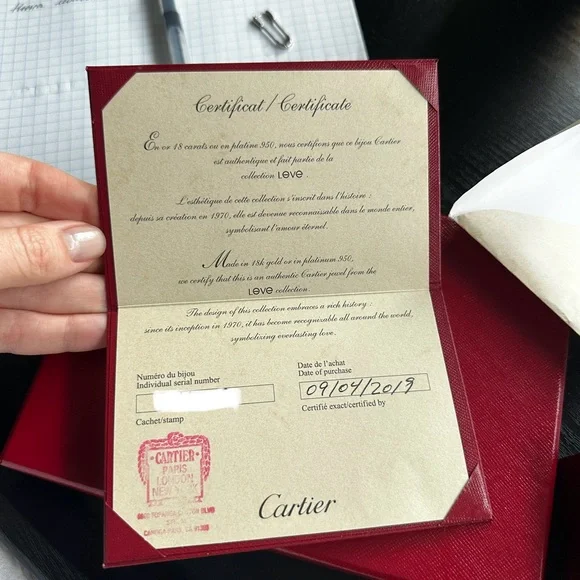 Certificat / Certificate
En or 18 carats ou en platine 950, nous certifions que ce bijou Cartier
est authentique et fait partie de la
collection LOVE.
L'esthétique de cette collection s'inscrit dans l'histoire :
depuis sa création en 1970, elle est devenue reconnaissable dans le monde entier,
symbolisant l'amour éternel.
Made in 18k gold or in platinum 950,
we certify that this is an authentic Cartier jewel from the
LOVE collection.
The design of this collection embraces a rich history :
since its inception in 1970, it has become recognizable all around the world,
symbolizing everlasting love.
Numéro du bijou
Individual serial number
Date de l'achat
Date of purchase
09/04/2019
Cachet/stamp
Certifié exact/certified by
CARTIER
PARIS
LONDON
NEW YORK
Cartier